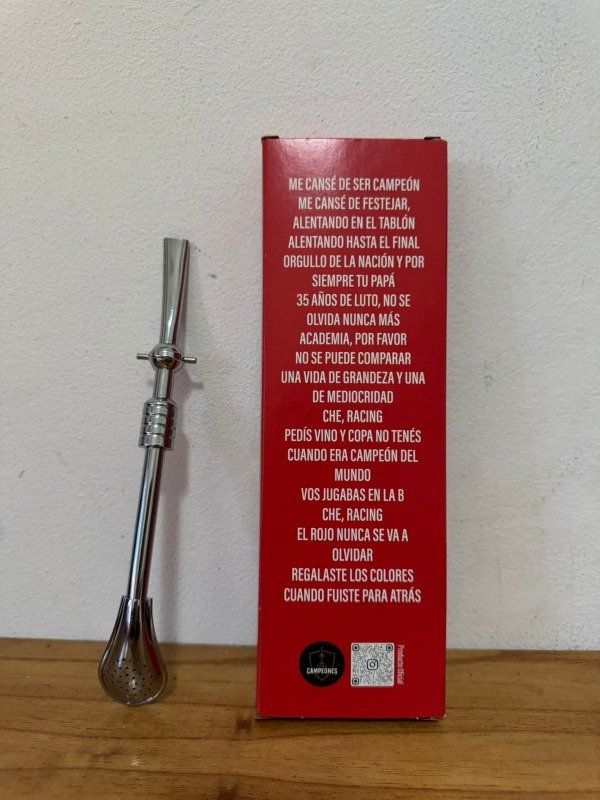 ME CANSÉ DE SER CAMPEÓN
ME CANSÉ DE FESTEJAR,
ALENTANDO EN EL TABLÓN
ALENTANDO HASTA EL FINAL
ORGULLO DE LA NACIÓN Y POR
SIEMPRE TU PAPÁ
35 AÑOS DE LUTO, NO SE
OLVIDA NUNCA MÁS
ACADEMIA, POR FAVOR
NO SE PUEDE COMPARAR
UNA VIDA DE GRANDEZA Y UNA
DE MEDIOCRIDAD
CHE, RACING
PEDÍS VINO Y COPA NO TENÉS
CUANDO ERA CAMPEÓN DEL
MUNDO
VOS JUGABAS EN LA B
CHE, RACING
EL ROJO NUNCA SE VA A
OLVIDAR
REGALASTE LOS COLORES
CUANDO FUISTE PARA ATRÁS
CAMPEONES
Producto Oficial